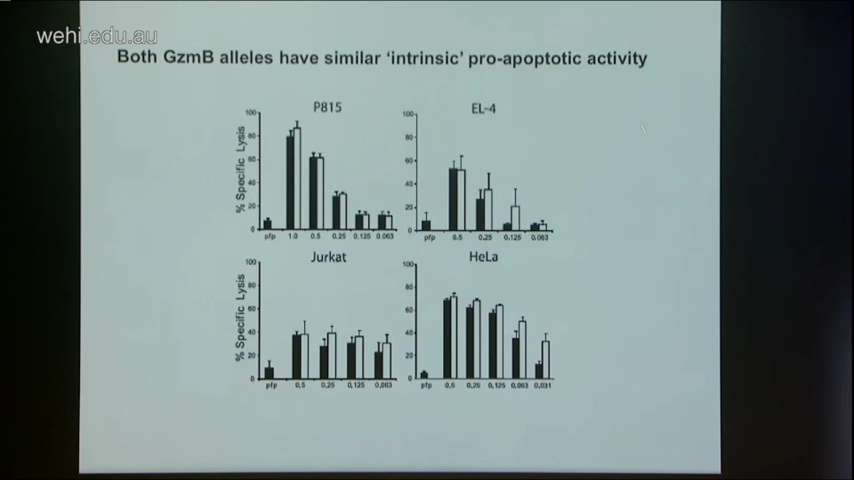 wehi.edu.au
Both GzmB alleles have similar ‘intrinsic’ pro-apoptotic activity
P815
% Specific Lysis
100
80
60
40
20
0
pfp 1.0 0.5 0.25 0.125 0.063
EL-4
100
80
60
40
20
0
pfp 0.5 0.25 0.125 0.063
Jurkat
% Specific Lysis
100
80
60
40
20
0
pfp 0,5 0,25 0,125 0,063
HeLa
100
80
60
40
20
0
pfp 0,5 0,25 0,125 0,063 0,031